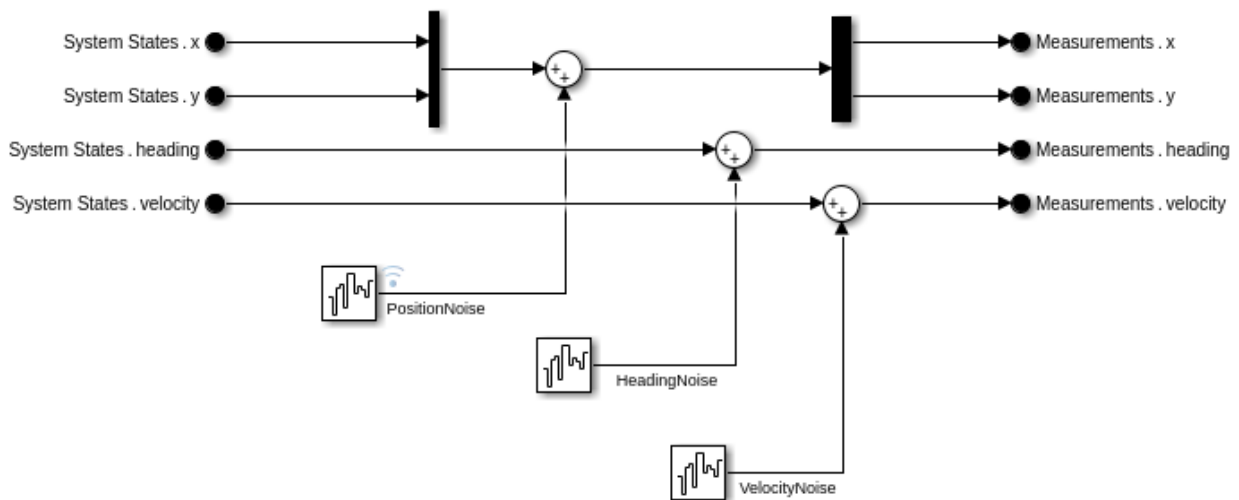 System States . x
Measurements . x
System States . y
Measurements . y
System States . heading
Measurements . heading
System States . velocity
Measurements . velocity
PositionNoise
HeadingNoise
VelocityNoise